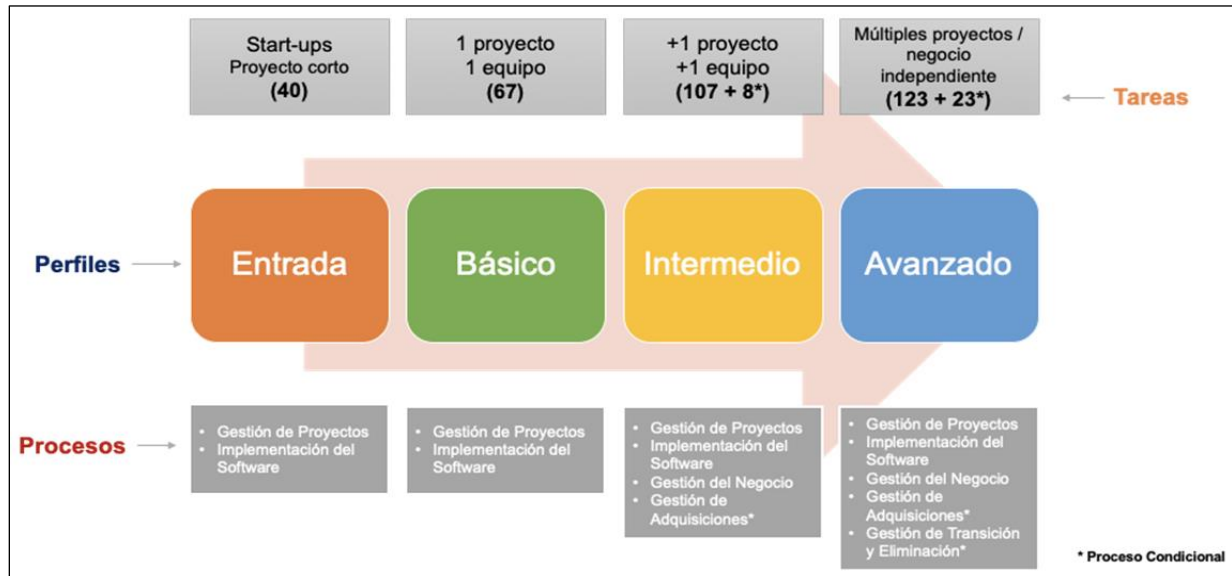 Start-ups
Proyecto corto
(40)
1 proyecto
1 equipo
(67)
+1 proyecto
+1 equipo
(107 + 8*)
Múltiples proyectos /
negocio
independiente
(123 + 23*)
Tareas
Perfiles
Entrada
Básico
Intermedio
Avanzado
Procesos
• Gestión de Proyectos
• Implementación del
Software
• Gestión de Proyectos
• Implementación del
Software
• Gestión de Proyectos
• Implementación del
Software
• Gestión del Negocio
• Gestión de
Adquisiciones*
• Gestión de Proyectos
• Implementación del
Software
• Gestión del Negocio
• Gestión de
Adquisiciones*
• Gestión de Transición
y Eliminación*
* Proceso Condicional